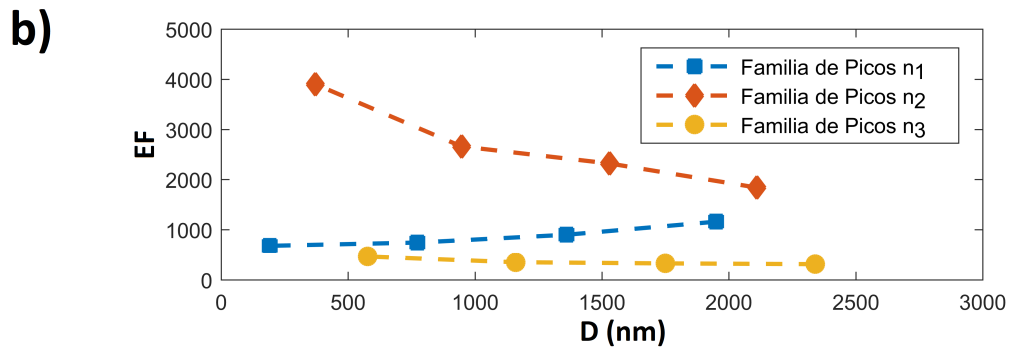 b)
5000
4000
3000
2000
1000
0
EF
Familia de Picos n1
Familia de Picos n2
Familia de Picos n3
0 500 1000 1500 2000 2500 3000
D (nm)